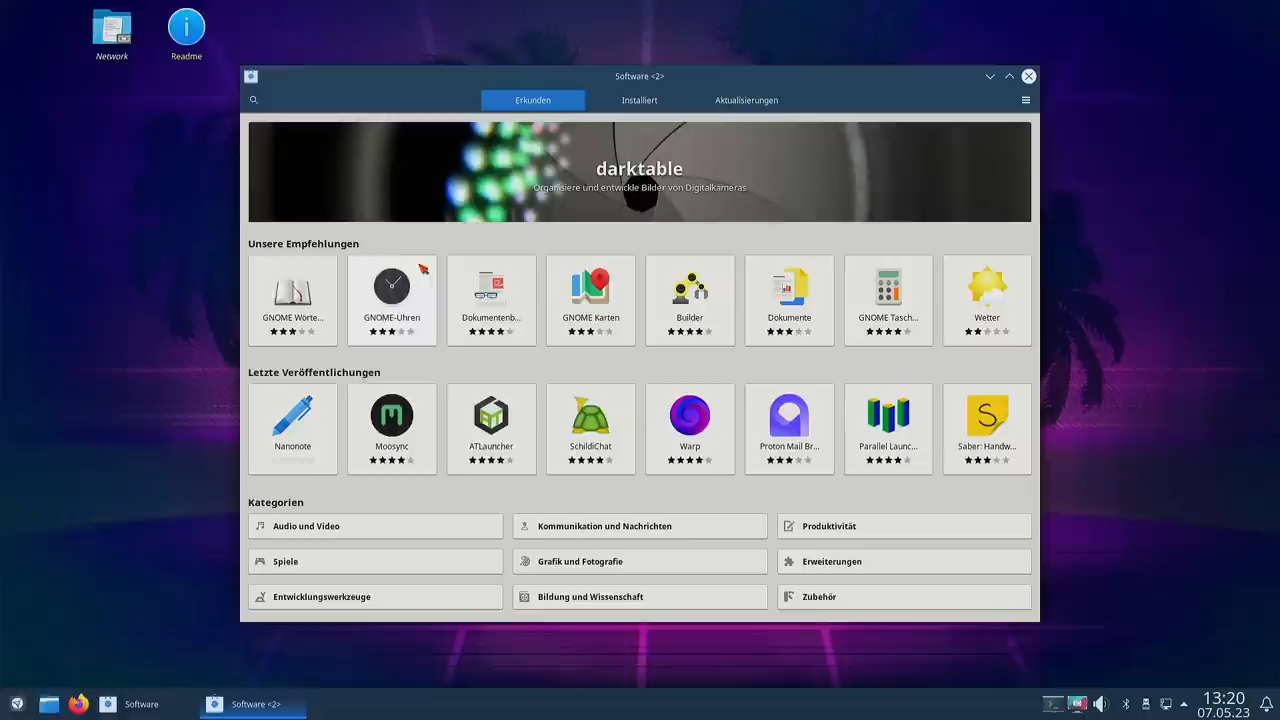 Network
Readme
Software <2>
Erkunden
Installiert
Aktualisierungen
darktable
Organisiere und entwickle Bilder von Digitalkameras
Unsere Empfehlungen
GNOME Wörte...
GNOME-Uhren
Dokumentenb...
GNOME Karten
Builder
Dokumente
GNOME Tasch...
Wetter
Letzte Veröffentlichungen
Nanonote
Moosync
ATLauncher
SchildiChat
Warp
Proton Mail Br...
Parallel Launc...
Saber: Handw...
Kategorien
Audio und Video
Kommunikation und Nachrichten
Produktivität
Spiele
Grafik und Fotografie
Erweiterungen
Entwicklungswerkzeuge
Bildung und Wissenschaft
Zubehör
Software
Software <2>
13:20
07.05.23